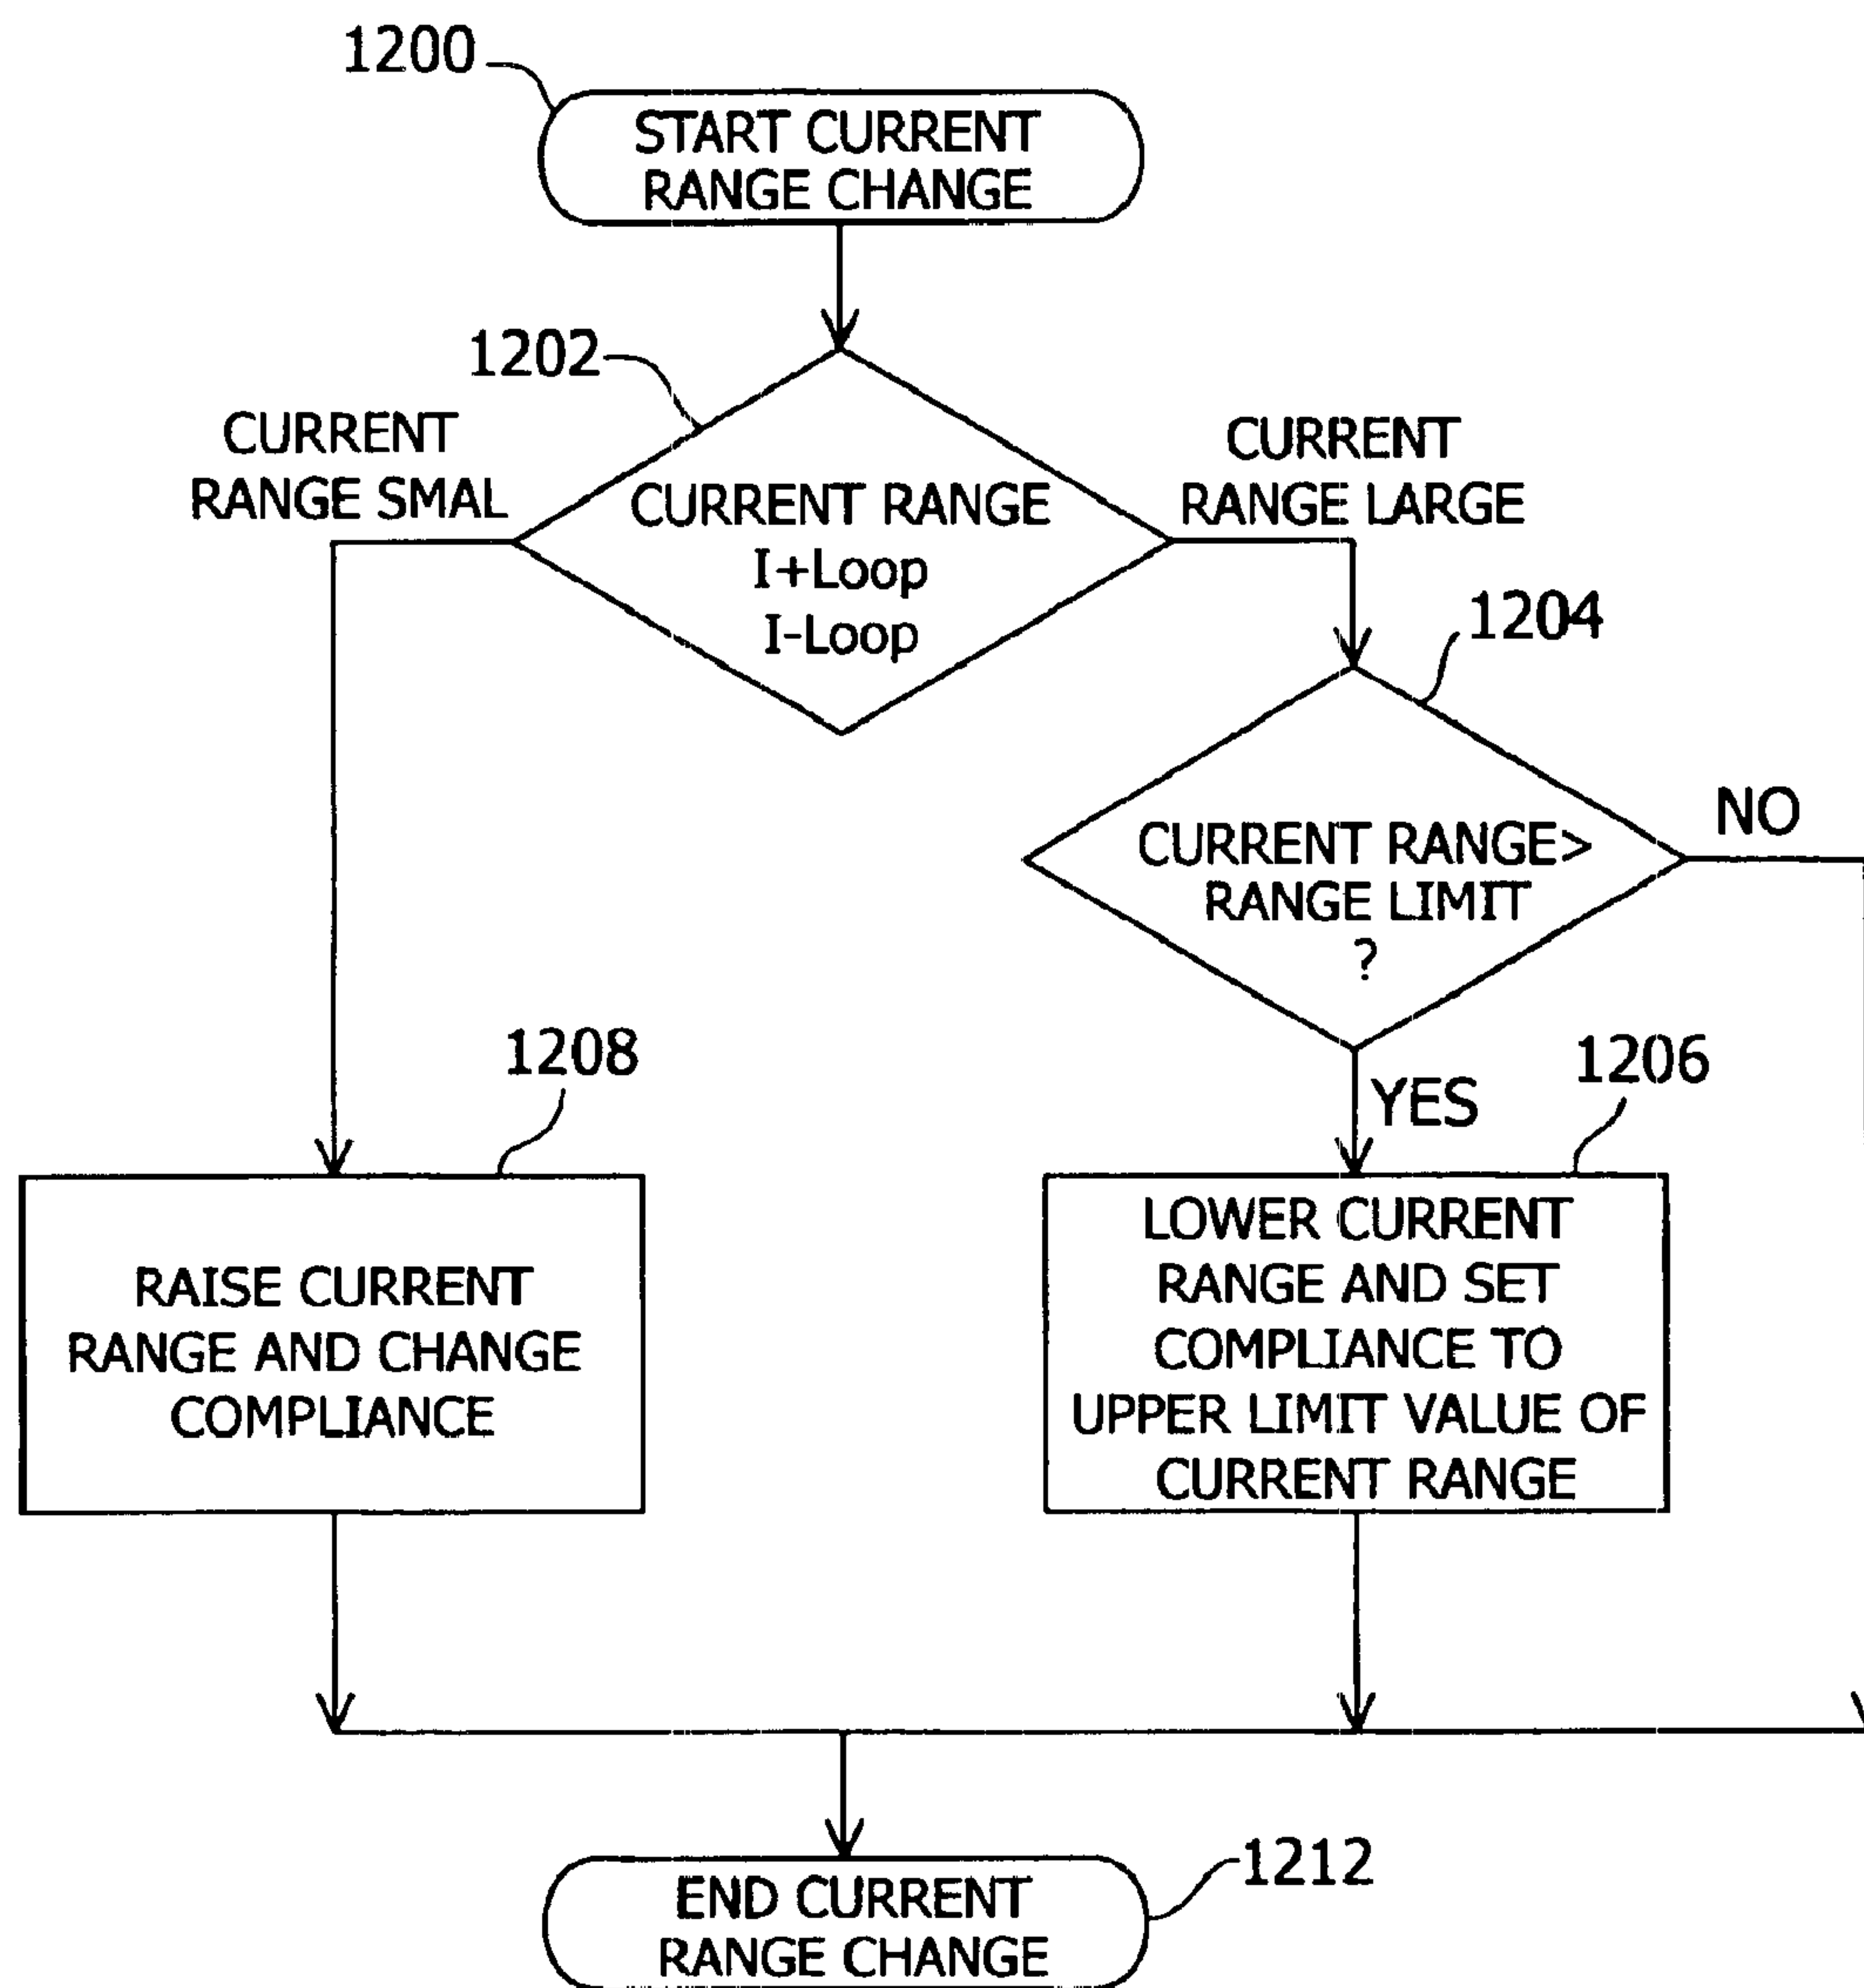 1200
START CURRENT
RANGE CHANGE
1202
CURRENT
RANGE SMAL
CURRENT RANGE
I+Loop
I-Loop
CURRENT
RANGE LARGE
1204
CURRENT RANGE>
RANGE LIMIT
?
NO
YES
1208
RAISE CURRENT
RANGE AND CHANGE
COMPLIANCE
1206
LOWER CURRENT
RANGE AND SET
COMPLIANCE TO
UPPER LIMIT VALUE OF
CURRENT RANGE
1212
END CURRENT
RANGE CHANGE